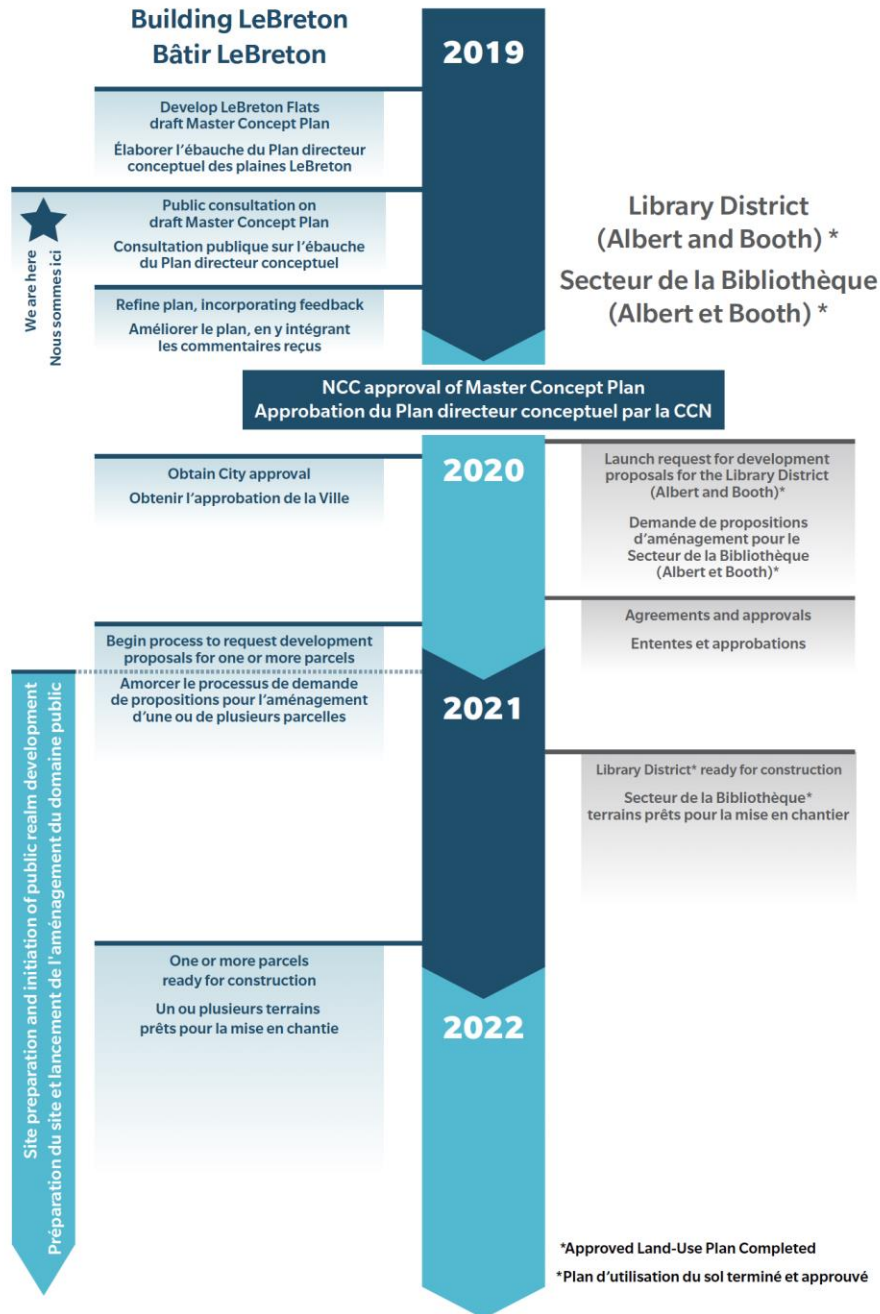 Building LeBreton
Bâtir LeBreton
2019
Develop LeBreton Flats
draft Master Concept Plan
Élaborer l'ébauche du Plan directeur
conceptuel des plaines LeBreton
We are here
Nous sommes ici
Public consultation on
draft Master Concept Plan
Consultation publique sur l'ébauche
du Plan directeur conceptuel
Library District
(Albert and Booth) *
Secteur de la Bibliothèque
(Albert et Booth) *
Refine plan, incorporating feedback
Améliorer le plan, en y intégrant
les commentaires reçus
NCC approval of Master Concept Plan
Approbation du Plan directeur conceptuel par la CCN
2020
Obtain City approval
Obtenir l'approbation de la Ville
Launch request for development
proposals for the Library District
(Albert and Booth)*
Demande de propositions
d'aménagement pour le
Secteur de la Bibliothèque
(Albert et Booth)*
Agreements and approvals
Ententes et approbations
Begin process to request development
proposals for one or more parcels
Amorcer le processus de demande
de propositions pour l'aménagement
d'une ou de plusieurs parcelles
2021
Library District* ready for construction
Secteur de la Bibliothèque*
terrains prêts pour la mise en chantier
Site preparation and initiation of public realm development
Préparation du site et lancement de l'aménagement du domaine public
One or more parcels
ready for construction
Un ou plusieurs terrains
prêts pour la mise en chantie
2022
*Approved Land-Use Plan Completed
*Plan d'utilisation du sol terminé et approuvé